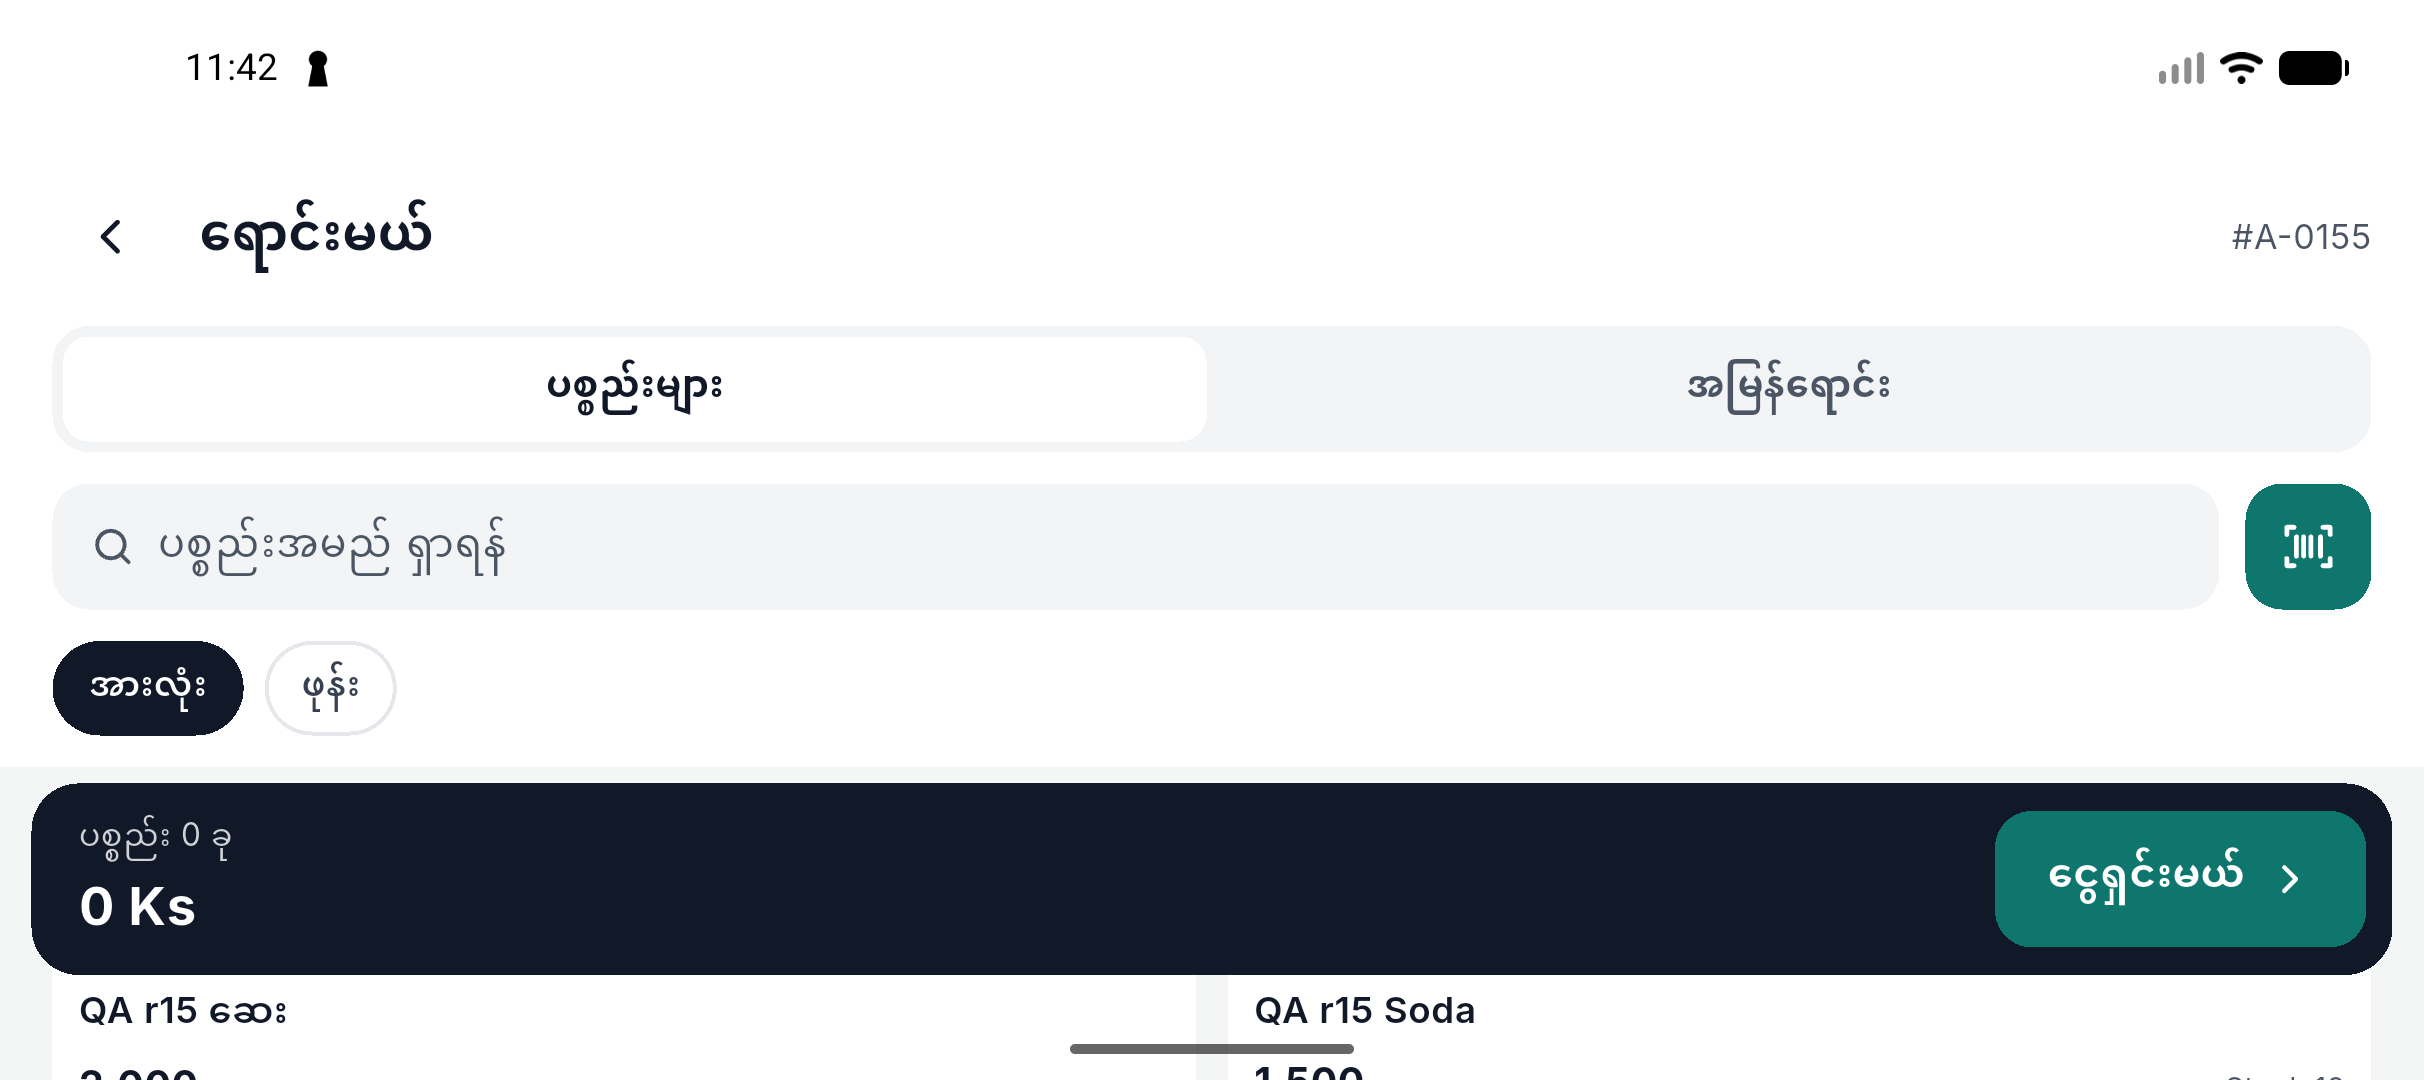 11:42
ရောင်းမယ်
#A-0155
ပစ္စည်းများ
အမြန်ရောင်း
ပစ္စည်းအမည် ရှာရန်
အားလုံး
ဖုန်း
ပစ္စည်း 0 ခု
0 Ks
ငွေရှင်းမယ်
QA r15 ဆေး
QA r15 Soda
1,500